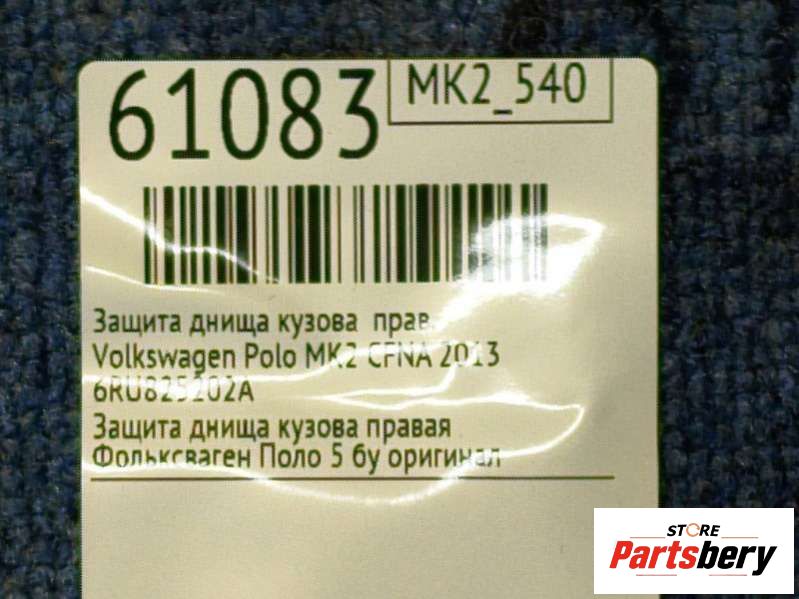 61083
MK2_540
Защита днища кузова прав.
Volkswagen Polo MK2 CFNA 2013
6RU825202A
Защита днища кузова правая
Фольксваген Поло 5 бу оригинал
STORE
Partsbery